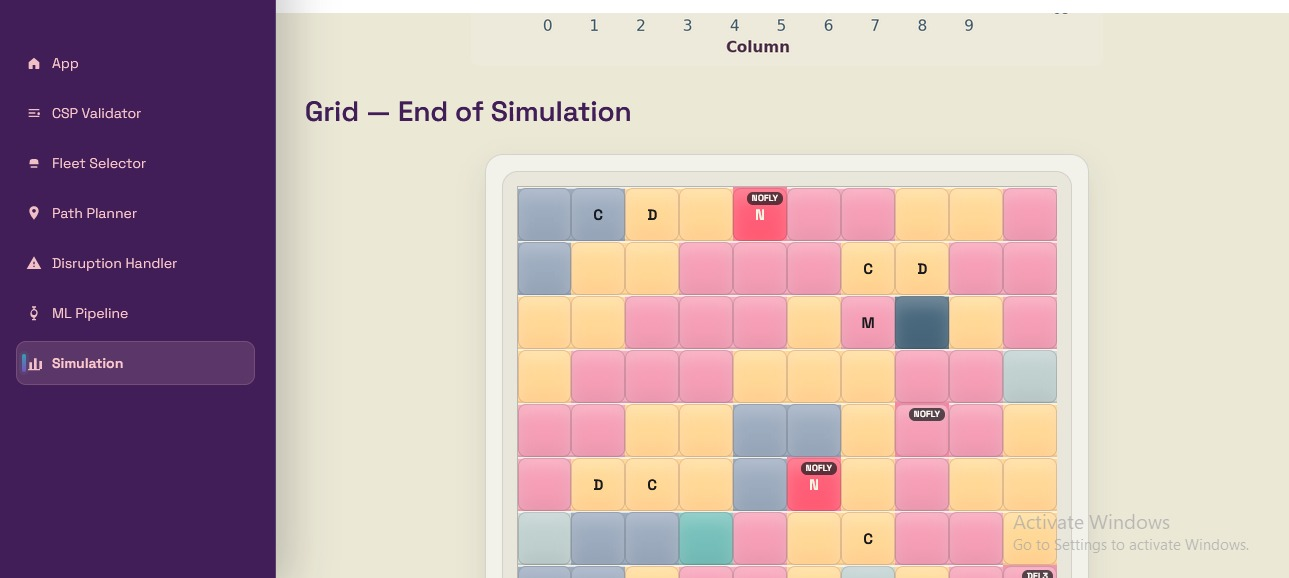 App
CSP Validator
Fleet Selector
Path Planner
Disruption Handler
ML Pipeline
Simulation
0 1 2 3 4 5 6 7 8 9
Column
Grid — End of Simulation
NOFLY
C D N
C D
M
NOFLY
NOFLY
D C N
C
Activate Windows
Go to Settings to activate Windows.